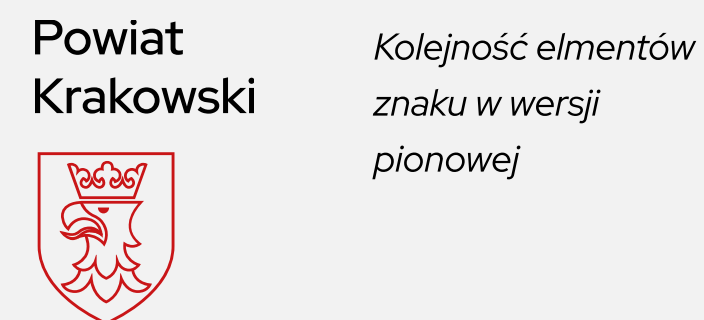 Powiat
Krakowski
Kolejność elmentów
znaku w wersji
pionowej